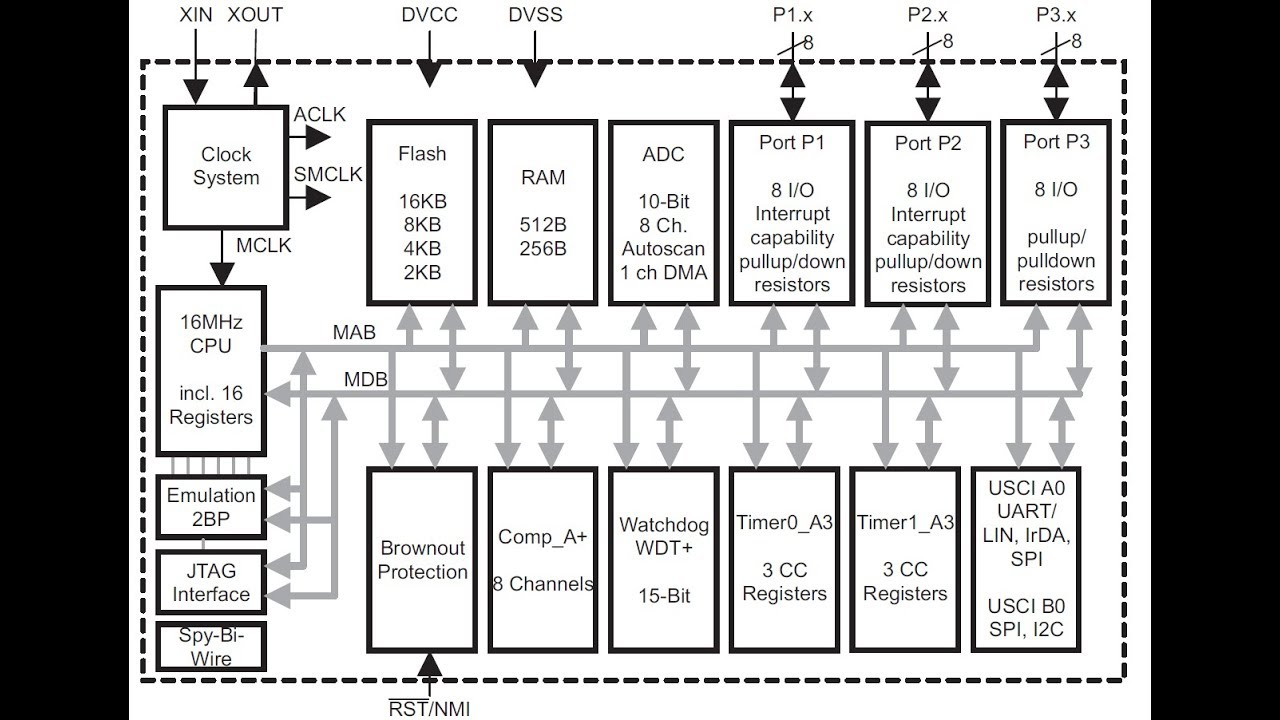 XIN XOUT DVCC DVSS P1.x P2.x P3.x
8 8 8
Clock
System
ACLK
SMCLK
MCLK
Flash
16KB
8KB
4KB
2KB
RAM
512B
256B
ADC
10-Bit
8 Ch.
Autoscan
1 ch DMA
Port P1
8 I/O
Interrupt
capability
pullup/down
resistors
Port P2
8 I/O
Interrupt
capability
pullup/down
resistors
Port P3
8 I/O
pullup/
pulldown
resistors
16MHz
CPU
incl. 16
Registers
MAB
MDB
Emulation
2BP
JTAG
Interface
Spy-Bi-
Wire
Brownout
Protection
Comp_A+
8 Channels
Watchdog
WDT+
15-Bit
Timer0_A3
3 CC
Registers
Timer1_A3
3 CC
Registers
USCI A0
UART/
LIN, IrDA,
SPI
USCI B0
SPI, I2C
RST/NMI